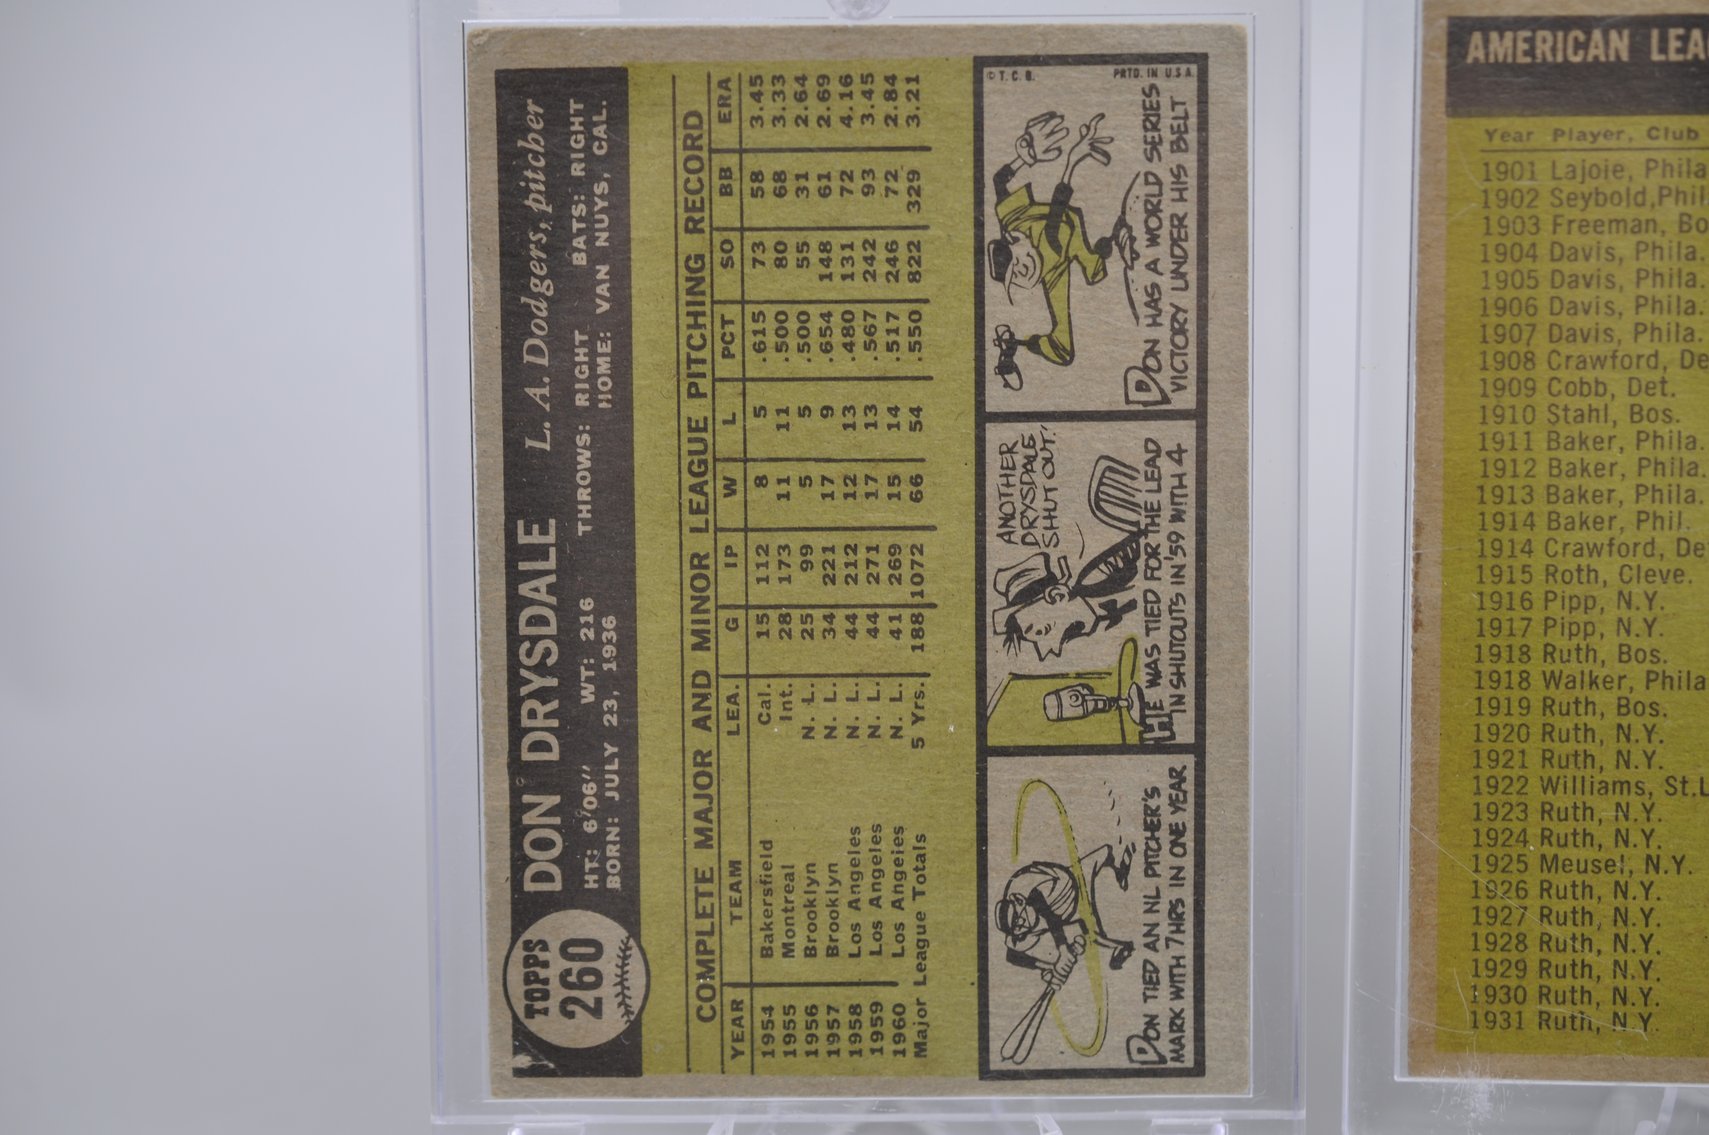 TOPPS
260
DON DRYSDALE L. A. Dodgers, pitcher
HT: 6'06" WT: 216 THROWS: RIGHT BATS: RIGHT
BORN: JULY 23, 1936 HOME: VAN NUYS, CAL.
COMPLETE MAJOR AND MINOR LEAGUE PITCHING RECORD
YEAR TEAM LEA. G IP W L PCT SO BB ERA
1954 Bakersfield Cal. 15 112 8 5 .615 73 58 3.45
1955 Montreal Int. 28 173 11 11 .500 80 68 3.33
1956 Brooklyn N. L. 25 99 5 5 .500 55 31 2.64
1957 Brooklyn N. L. 34 221 17 9 .654 148 61 2.69
1958 Los Angeles N. L. 44 212 12 13 .480 131 72 4.16
1959 Los Angeles N. L. 44 271 17 13 .567 242 93 3.45
1960 Los Angeles N. L. 41 269 15 14 .517 246 72 2.84
Major League Totals 5 Yrs. 188 1072 66 54 .550 822 329 3.21
DON TIED AN NL PITCHER'S
MARK WITH 7 HRS IN ONE YEAR
ANOTHER
DRYSDALE
SHUT OUT!
HE WAS TIED FOR THE LEAD
IN SHUTOUTS IN '59 WITH 4
© T.C.G. PRTD. IN U.S.A.
DON HAS A WORLD SERIES
VICTORY UNDER HIS BELT
AMERICAN LEA
Year Player, Club
1901 Lajoie, Phila
1902 Seybold, Phil
1903 Freeman, Bo
1904 Davis, Phila.
1905 Davis, Phila.
1906 Davis, Phila.
1907 Davis, Phila.
1908 Crawford, De
1909 Cobb, Det.
1910 Stahl, Bos.
1911 Baker, Phila.
1912 Baker, Phila.
1913 Baker, Phila.
1914 Baker, Phil.
1914 Crawford, De
1915 Roth, Cleve.
1916 Pipp, N.Y.
1917 Pipp, N.Y.
1918 Ruth, Bos.
1918 Walker, Phila
1919 Ruth, Bos.
1920 Ruth, N.Y.
1921 Ruth, N.Y.
1922 Williams, St.L
1923 Ruth, N.Y.
1924 Ruth, N.Y.
1925 Meusel, N.Y.
1926 Ruth, N.Y.
1927 Ruth, N.Y.
1928 Ruth, N.Y.
1929 Ruth, N.Y.
1930 Ruth, N.Y.
1931 Ruth, N.Y.